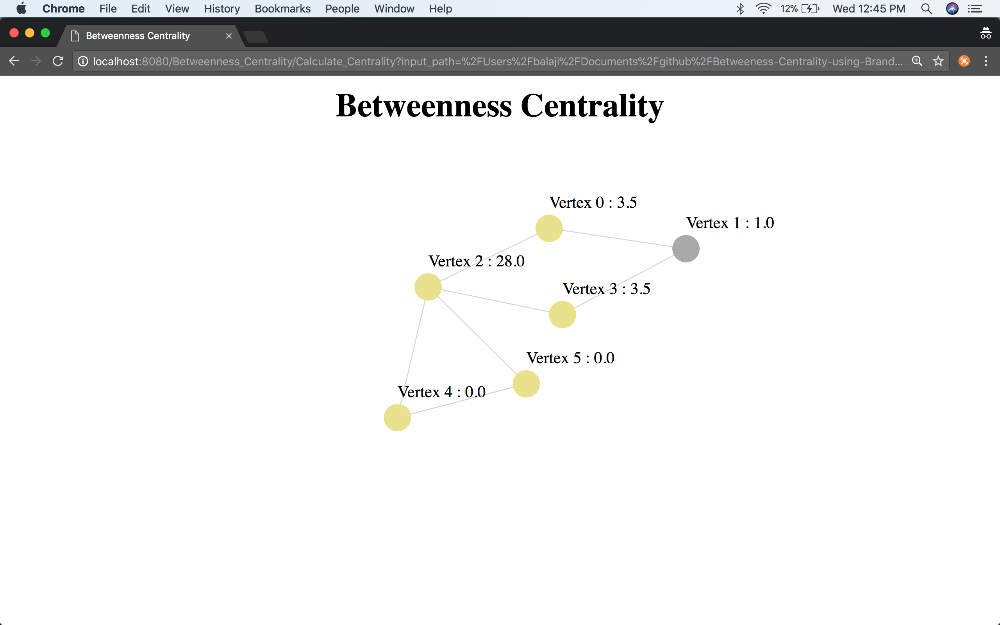 Chrome File Edit View History Bookmarks People Window Help 12% Wed 12:45 PM
Betweenness Centrality
localhost:8080/Betweenness_Centrality/Calculate_Centrality?input_path=%2FUsers%2Fbalaji%2FDocuments%2Fgithub%2FBetweeness-Centrality-using-Brand...
Betweenness Centrality
Vertex 0 : 3.5
Vertex 1 : 1.0
Vertex 2 : 28.0
Vertex 3 : 3.5
Vertex 5 : 0.0
Vertex 4 : 0.0